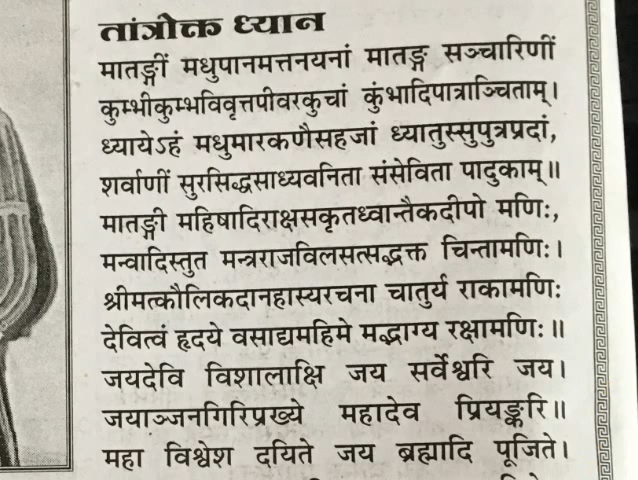 तांत्रोक्त ध्यान
मातङ्गीं मधुपानमत्तनयनां मातङ्ग सञ्चारिणीं
कुम्भीकुम्भविवृत्तपीवरकुचां कुंभादिपात्राञ्चिताम्।
ध्यायेऽहं मधुमारकणैसहजां ध्यातुस्सुपुत्रप्रदां,
शर्वाणीं सुरसिद्धसाध्यवनिता संसेविता पादुकाम्॥
मातङ्गी महिषादिराक्षसकृतध्वान्तैकदीपो मणिः,
मन्वादिस्तुत मन्त्रराजविलसत्सद्भक्त चिन्तामणिः।
श्रीमत्कौलिकदानहास्यरचना चातुर्य राकामणिः
देवित्वं हृदये वसाद्यमहिमे मद्भाग्य रक्षामणिः॥
जयदेवि विशालाक्षि जय सर्वेश्वरि जय।
जयाञ्जनगिरिप्रख्ये महादेव प्रियङ्करि॥
महा विश्वेश दयिते जय ब्रह्मादि पूजिते।